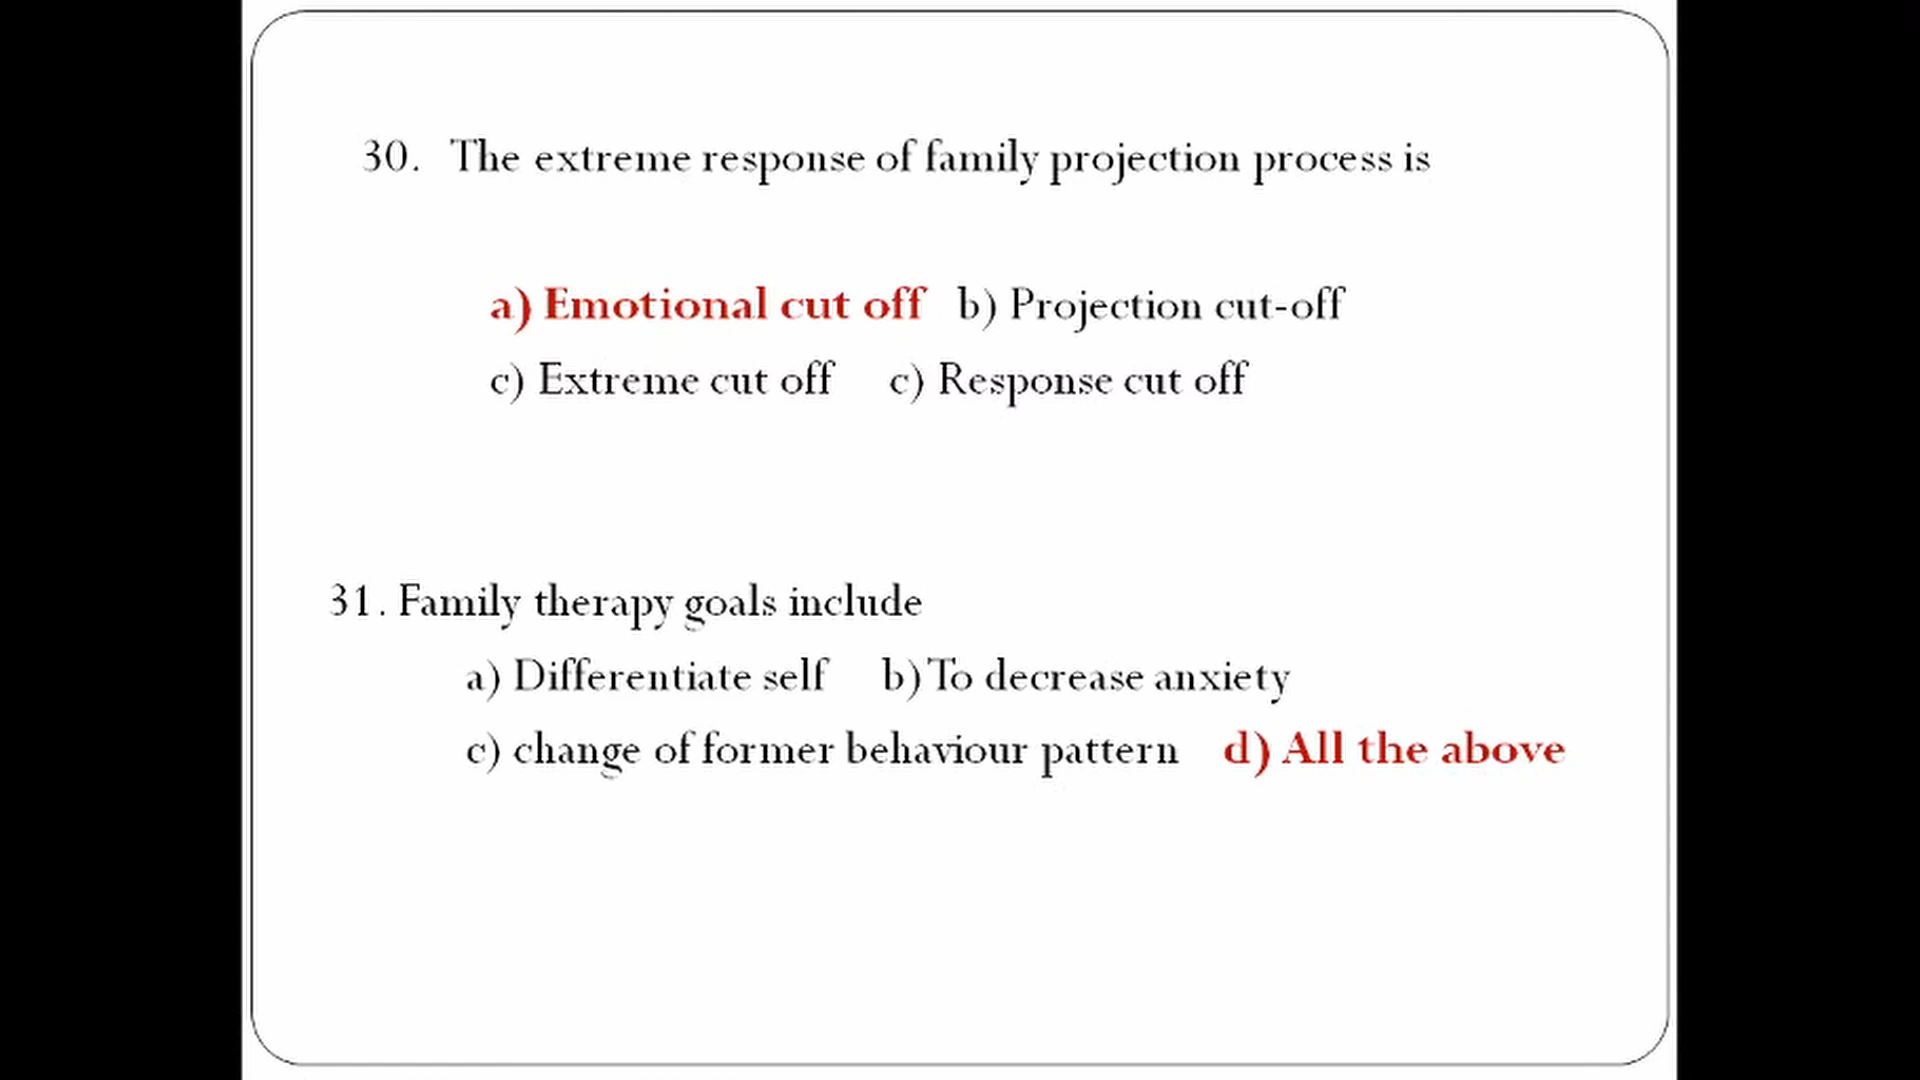 30. The extreme response of family projection process is
a) Emotional cut off b) Projection cut-off
c) Extreme cut off c) Response cut off
31. Family therapy goals include
a) Differentiate self b) To decrease anxiety
c) change of former behaviour pattern d) All the above